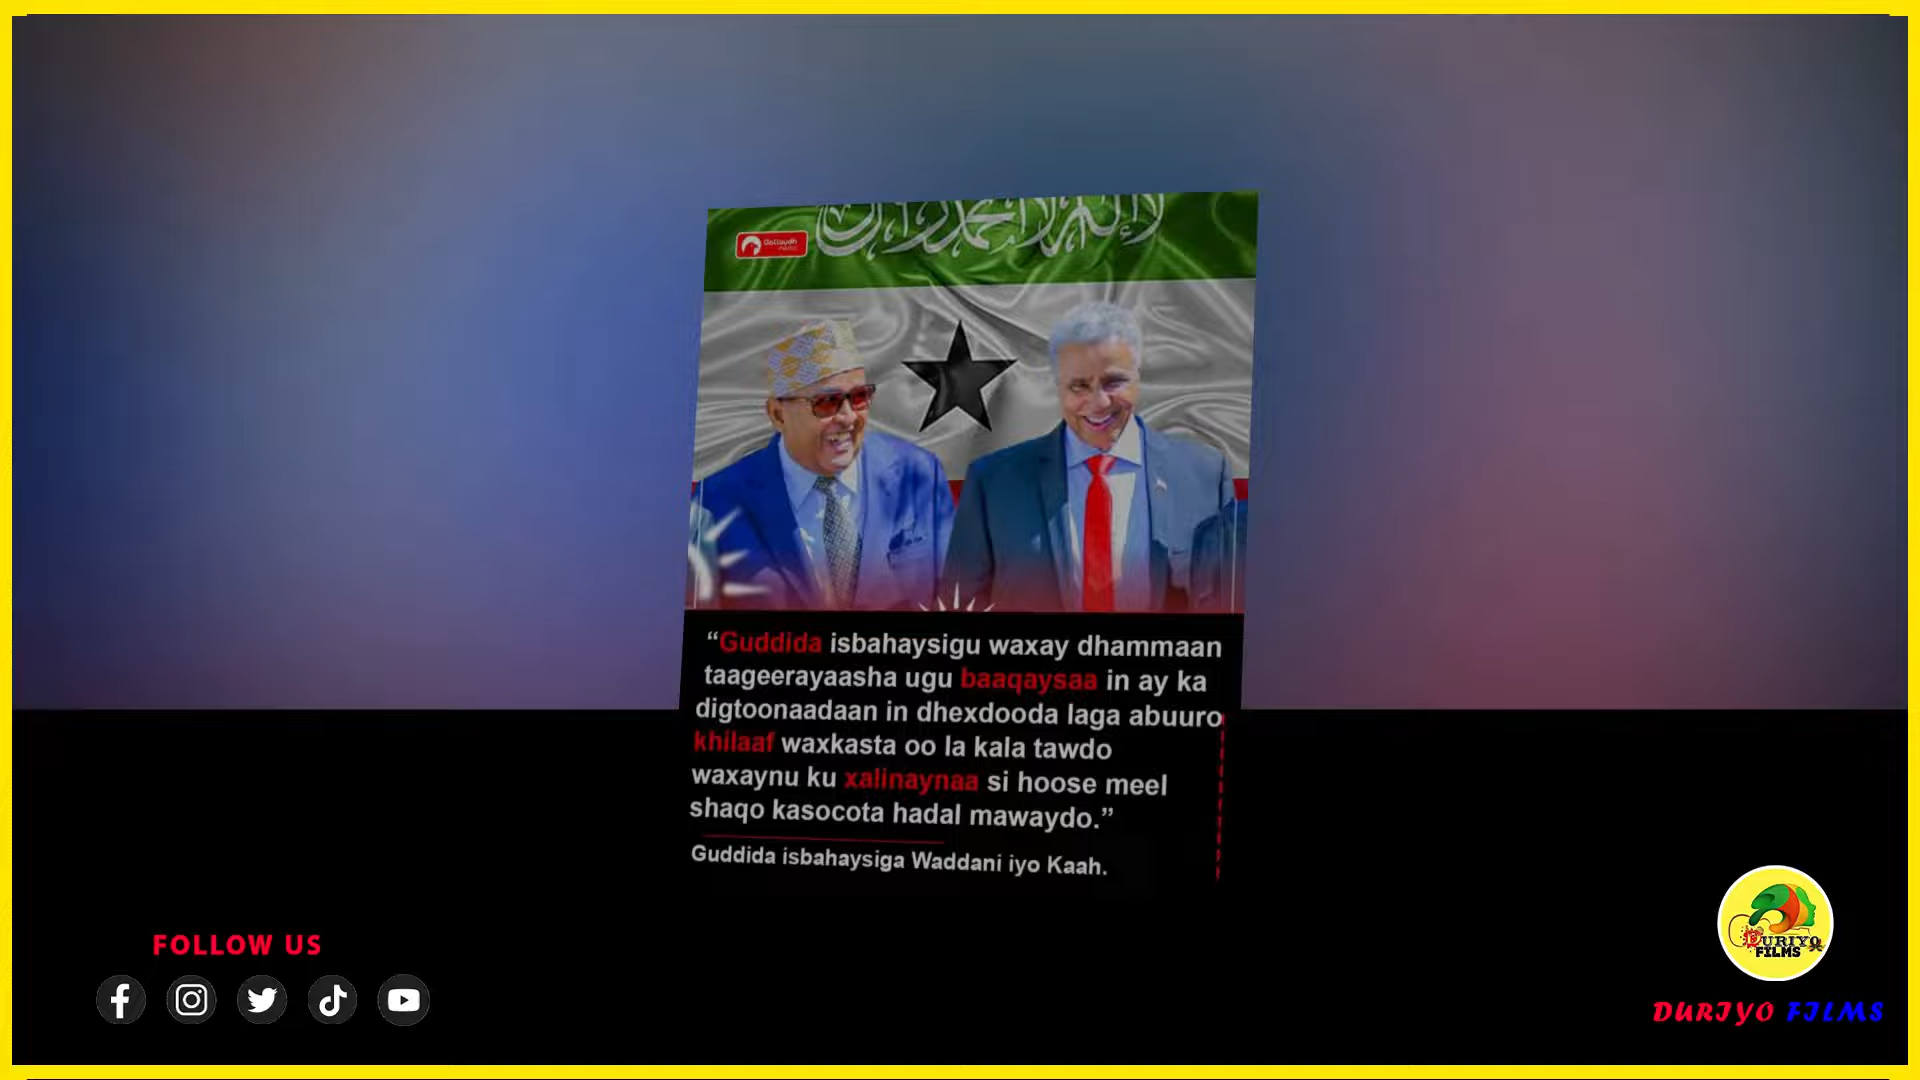 “Guddida isbahaysigu waxay dhammaan
taageerayaasha ugu baaqaysaa in ay ka
digtoonaadaan in dhexdooda laga abuuro
khilaaf waxkasta oo la kala tawdo
waxaynu ku xalinaynaa si hoose meel
shaqo kasocota hadal mawaydo.”
Guddida isbahaysiga Waddani iyo Kaah.
FOLLOW US
DURIYO
FILMS
DURIYO FILMS